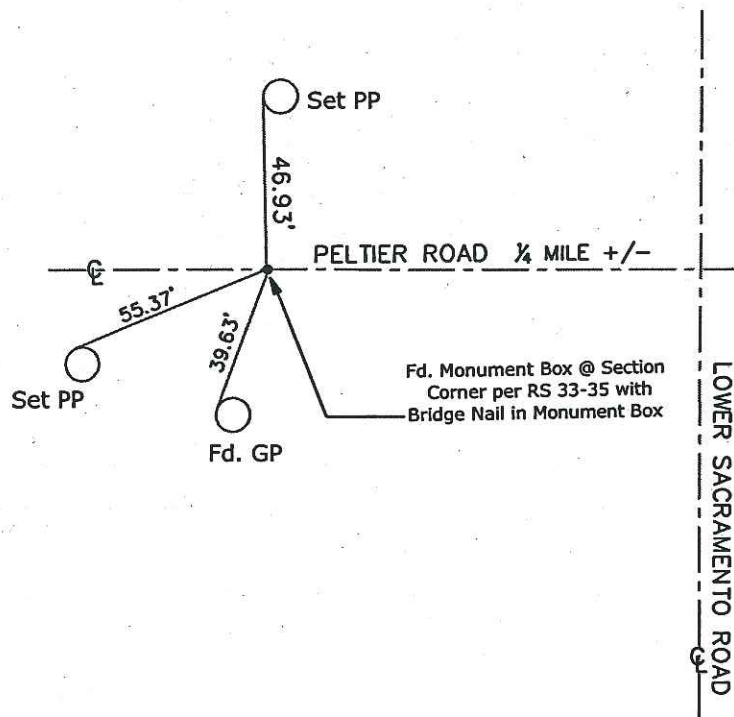 Set PP
46.93'
PELTIER ROAD ¼ MILE +/-
℄
55.37'
39.63'
Set PP
Fd. GP
Fd. Monument Box @ Section
Corner per RS 33-35 with
Bridge Nail in Monument Box
LOWER SACRAMENTO ROAD
℄